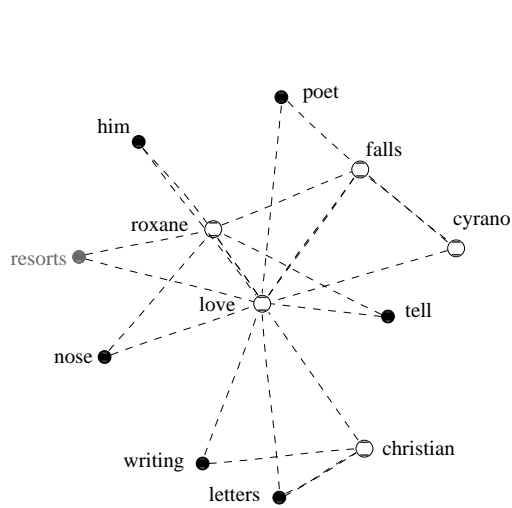 poet
him
falls
cyrano
roxane
resorts
love
tell
nose
christian
writing
letters